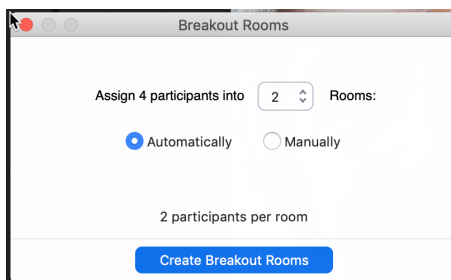 Breakout Rooms
Assign 4 participants into 2 Rooms:
Automatically Manually
2 participants per room
Create Breakout Rooms